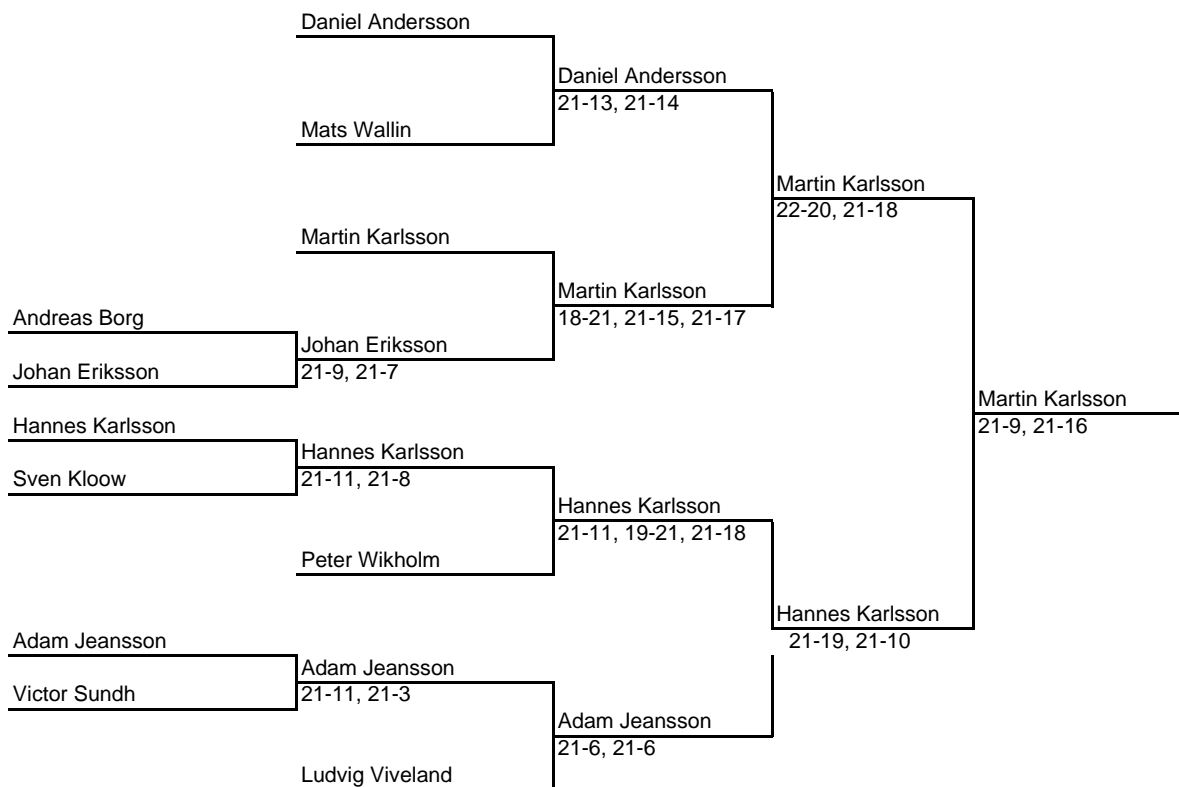 Daniel Andersson
Daniel Andersson
21-13, 21-14
Mats Wallin
Martin Karlsson
22-20, 21-18
Martin Karlsson
Martin Karlsson
18-21, 21-15, 21-17
Andreas Borg
Johan Eriksson
21-9, 21-7
Johan Eriksson
Martin Karlsson
21-9, 21-16
Hannes Karlsson
Hannes Karlsson
21-11, 21-8
Sven Kloow
Hannes Karlsson
21-11, 19-21, 21-18
Peter Wikholm
Hannes Karlsson
21-19, 21-10
Adam Jeansson
Adam Jeansson
21-11, 21-3
Victor Sundh
Adam Jeansson
21-6, 21-6
Ludvig Viveland